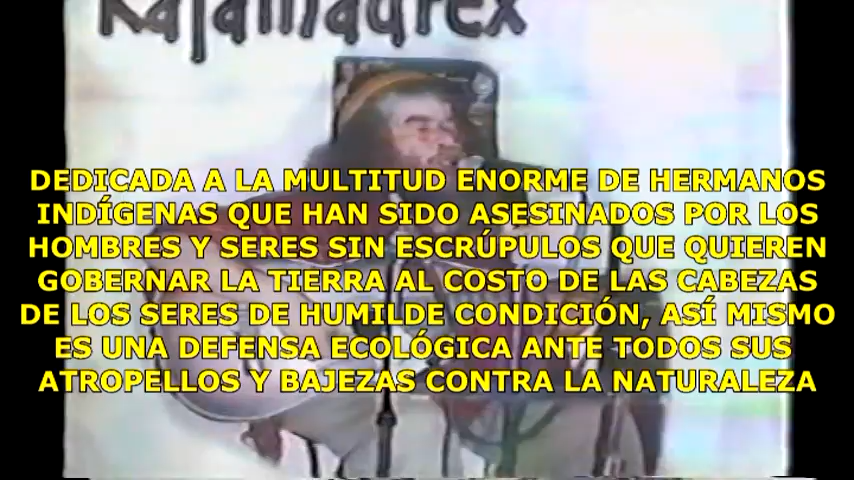 DEDICADA A LA MULTITUD ENORME DE HERMANOS
INDÍGENAS QUE HAN SIDO ASESINADOS POR LOS
HOMBRES Y SERES SIN ESCRÚPULOS QUE QUIEREN
GOBERNAR LA TIERRA AL COSTO DE LAS CABEZAS
DE LOS SERES DE HUMILDE CONDICIÓN, ASÍ MISMO
ES UNA DEFENSA ECOLÓGICA ANTE TODOS SUS
ATROPELLOS Y BAJEZAS CONTRA LA NATURALEZA